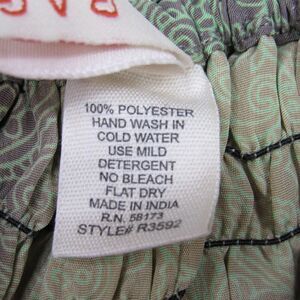 RAG
100% POLYESTER
HAND WASH IN
COLD WATER
USE MILD
DETERGENT
NO BLEACH
FLAT DRY
MADE IN INDIA
R.N. 58173
STYLE# R3592